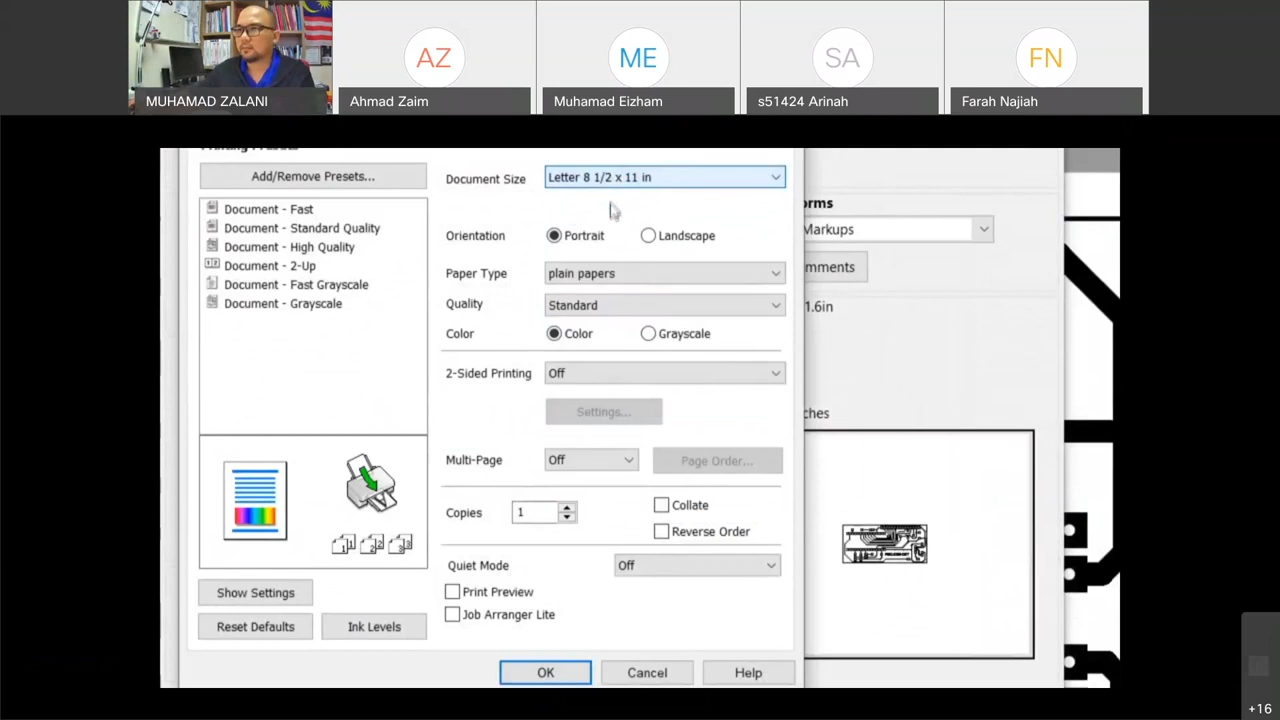 AZ
ME
SA
FN
MUHAMAD ZALANI
Ahmad Zaim
Muhamad Eizham
s51424 Arinah
Farah Najiah
Add/Remove Presets...
Document - Fast
Document - Standard Quality
Document - High Quality
Document - 2-Up
Document - Fast Grayscale
Document - Grayscale
Show Settings
Reset Defaults
Ink Levels
Document Size
Letter 8 1/2 x 11 in
Orientation
Portrait
Landscape
Paper Type
plain papers
Quality
Standard
Color
Color
Grayscale
2-Sided Printing
Off
Settings...
Multi-Page
Off
Page Order...
Copies
1
Collate
Reverse Order
Quiet Mode
Off
Print Preview
Job Arranger Lite
OK
Cancel
Help
orms
Markups
mments
1.6in
ches
+16